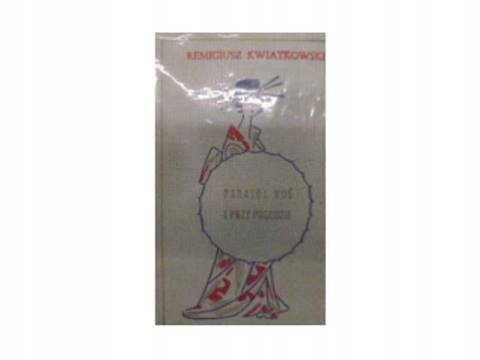 REMIGIUSZ KWIATKOWSKI
PARASOL NOŚ
I PRZY POGODZIE